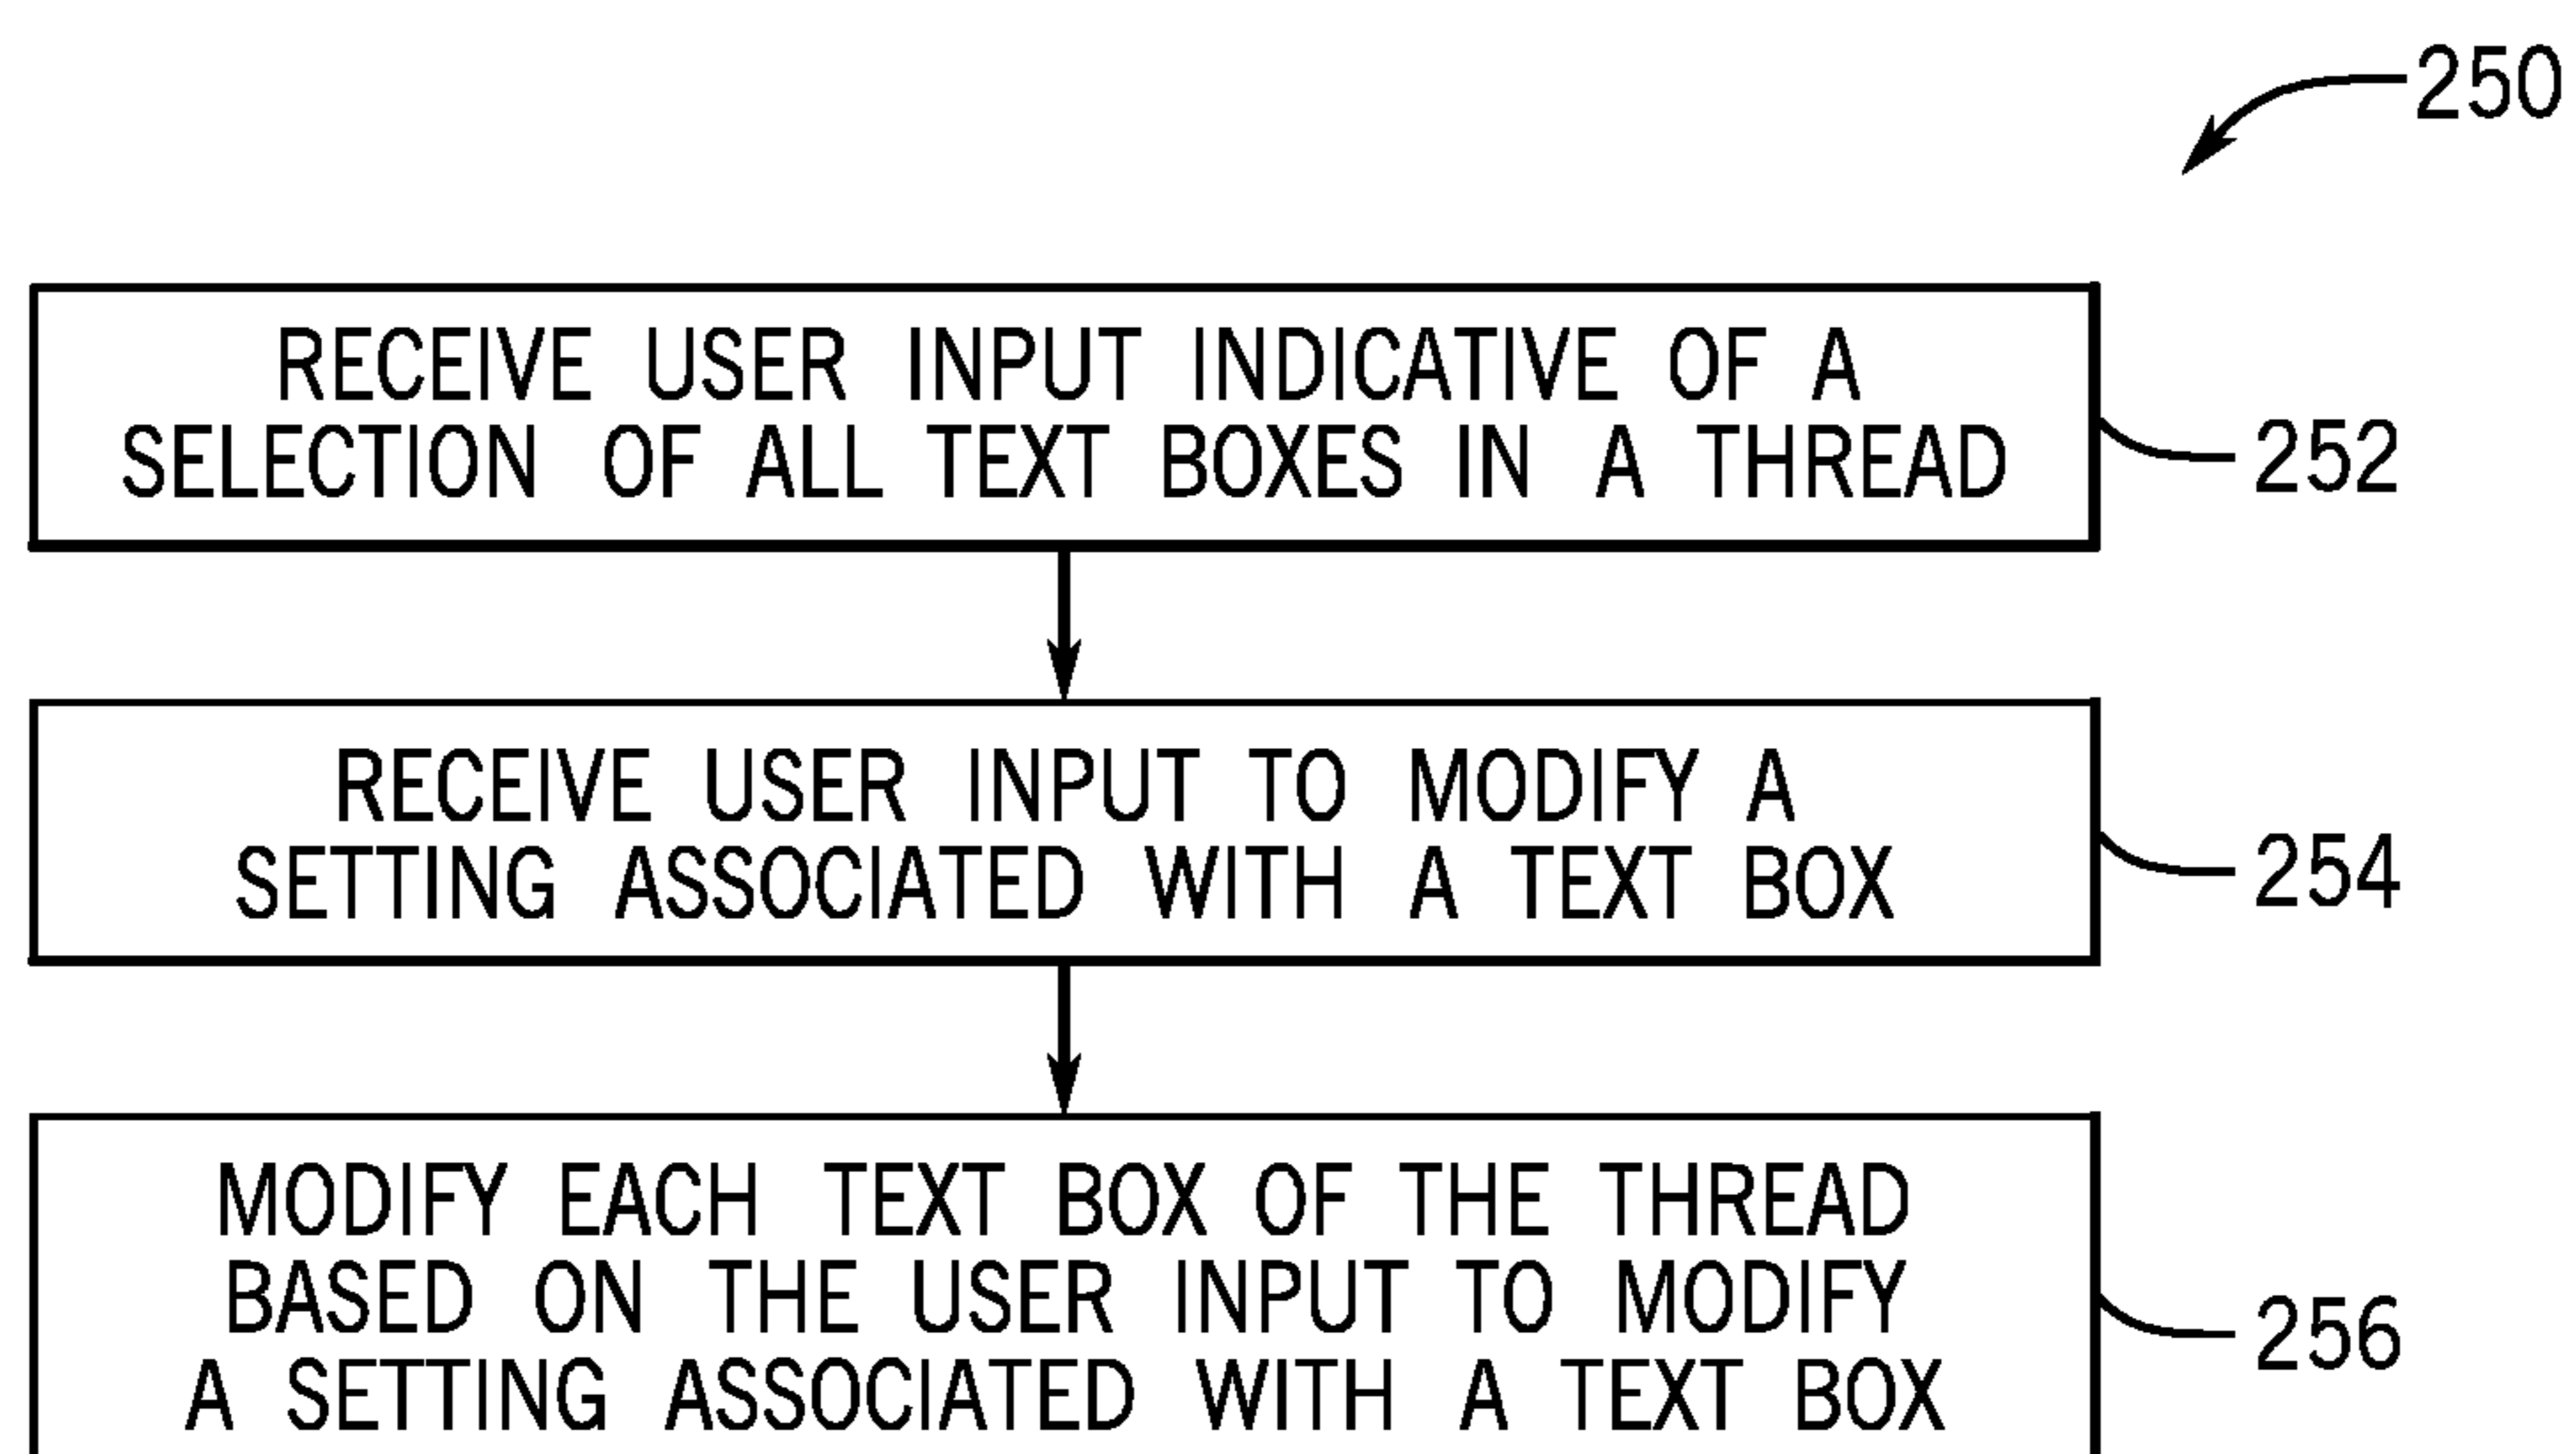 250
RECEIVE USER INPUT INDICATIVE OF A
SELECTION OF ALL TEXT BOXES IN A THREAD
252
RECEIVE USER INPUT TO MODIFY A
SETTING ASSOCIATED WITH A TEXT BOX
254
MODIFY EACH TEXT BOX OF THE THREAD
BASED ON THE USER INPUT TO MODIFY
A SETTING ASSOCIATED WITH A TEXT BOX
256